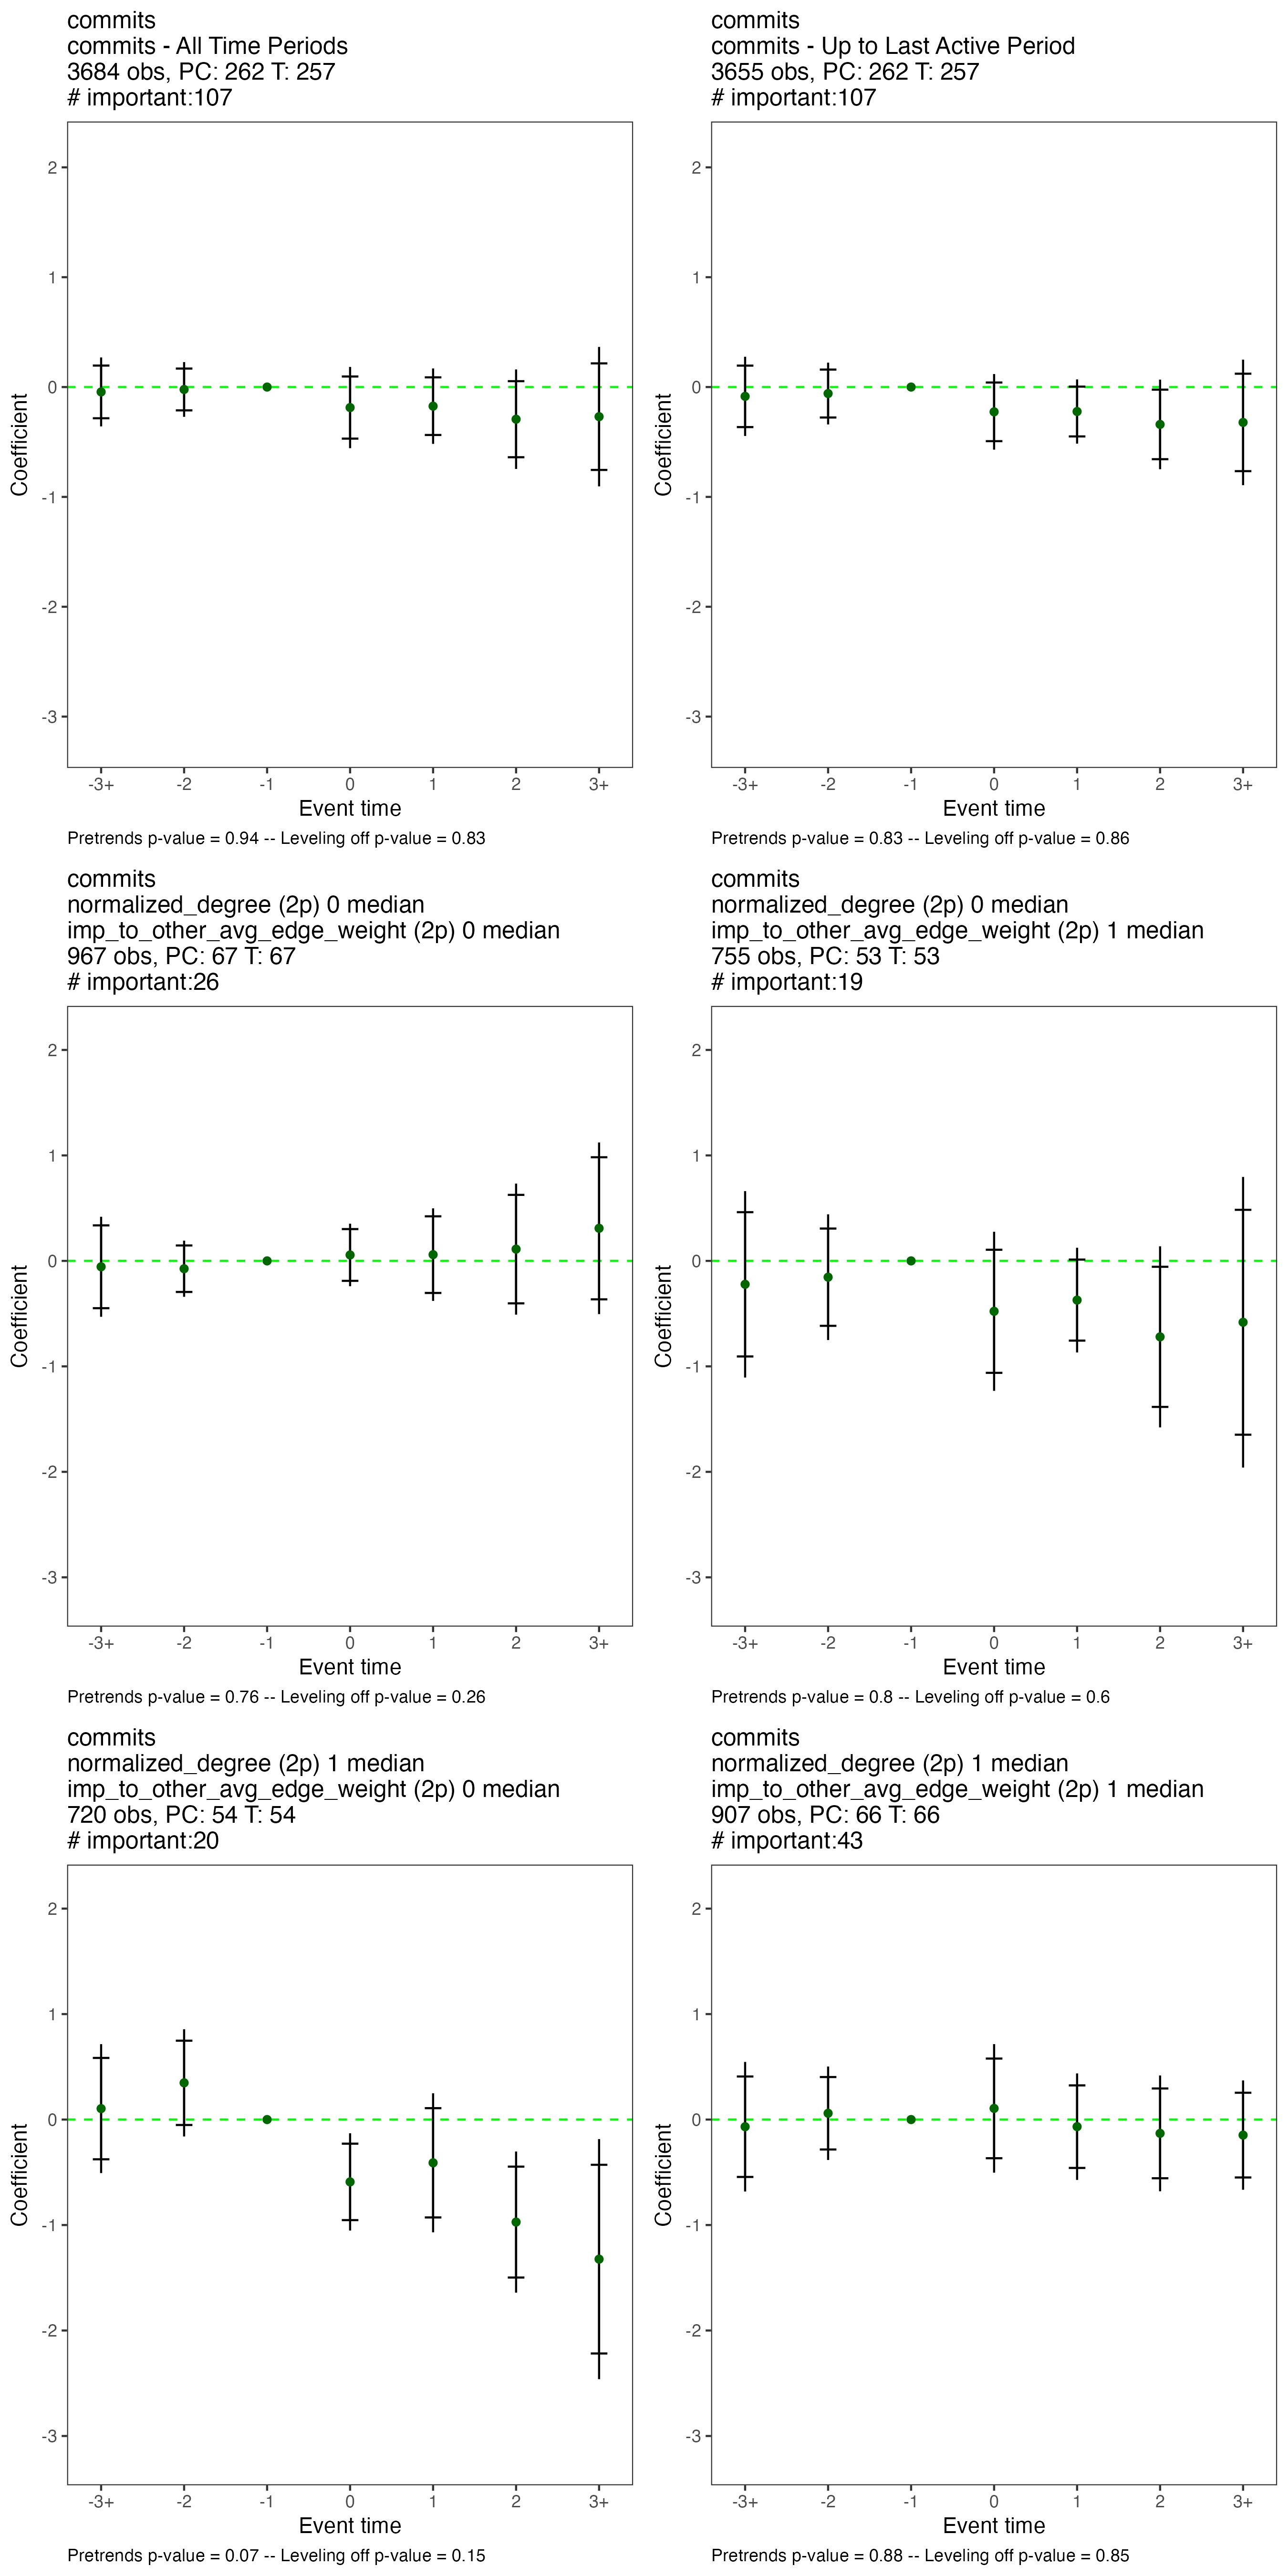 commits
commits - All Time Periods
3684 obs, PC: 262 T: 257
# important:107
2
1
0
-1
-2
-3
Coefficient
-3+ -2 -1 0 1 2 3+
Event time
Pretrends p-value = 0.94 -- Leveling off p-value = 0.83
commits
commits - Up to Last Active Period
3655 obs, PC: 262 T: 257
# important:107
2
1
0
-1
-2
-3
Coefficient
-3+ -2 -1 0 1 2 3+
Event time
Pretrends p-value = 0.83 -- Leveling off p-value = 0.86
commits
normalized_degree (2p) 0 median
imp_to_other_avg_edge_weight (2p) 0 median
967 obs, PC: 67 T: 67
# important:26
2
1
0
-1
-2
-3
Coefficient
-3+ -2 -1 0 1 2 3+
Event time
Pretrends p-value = 0.76 -- Leveling off p-value = 0.26
commits
normalized_degree (2p) 0 median
imp_to_other_avg_edge_weight (2p) 1 median
755 obs, PC: 53 T: 53
# important:19
2
1
0
-1
-2
-3
Coefficient
-3+ -2 -1 0 1 2 3+
Event time
Pretrends p-value = 0.8 -- Leveling off p-value = 0.6
commits
normalized_degree (2p) 1 median
imp_to_other_avg_edge_weight (2p) 0 median
720 obs, PC: 54 T: 54
# important:20
2
1
0
-1
-2
-3
Coefficient
-3+ -2 -1 0 1 2 3+
Event time
Pretrends p-value = 0.07 -- Leveling off p-value = 0.15
commits
normalized_degree (2p) 1 median
imp_to_other_avg_edge_weight (2p) 1 median
907 obs, PC: 66 T: 66
# important:43
2
1
0
-1
-2
-3
Coefficient
-3+ -2 -1 0 1 2 3+
Event time
Pretrends p-value = 0.88 -- Leveling off p-value = 0.85